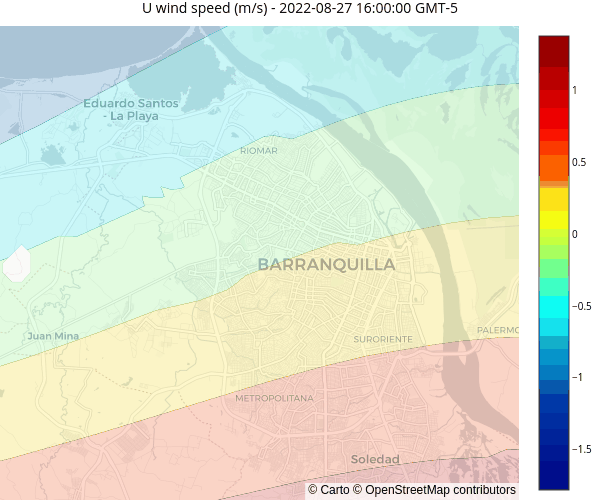 U wind speed (m/s) - 2022-08-27 16:00:00 GMT-5
Eduardo Santos
- La Playa
RIOMAR
BARRANQUILLA
Juan Mina
PALERMO
SURORIENTE
METROPOLITANA
Soledad
© Carto © OpenStreetMap contributors
1
0.5
0
−0.5
−1
−1.5